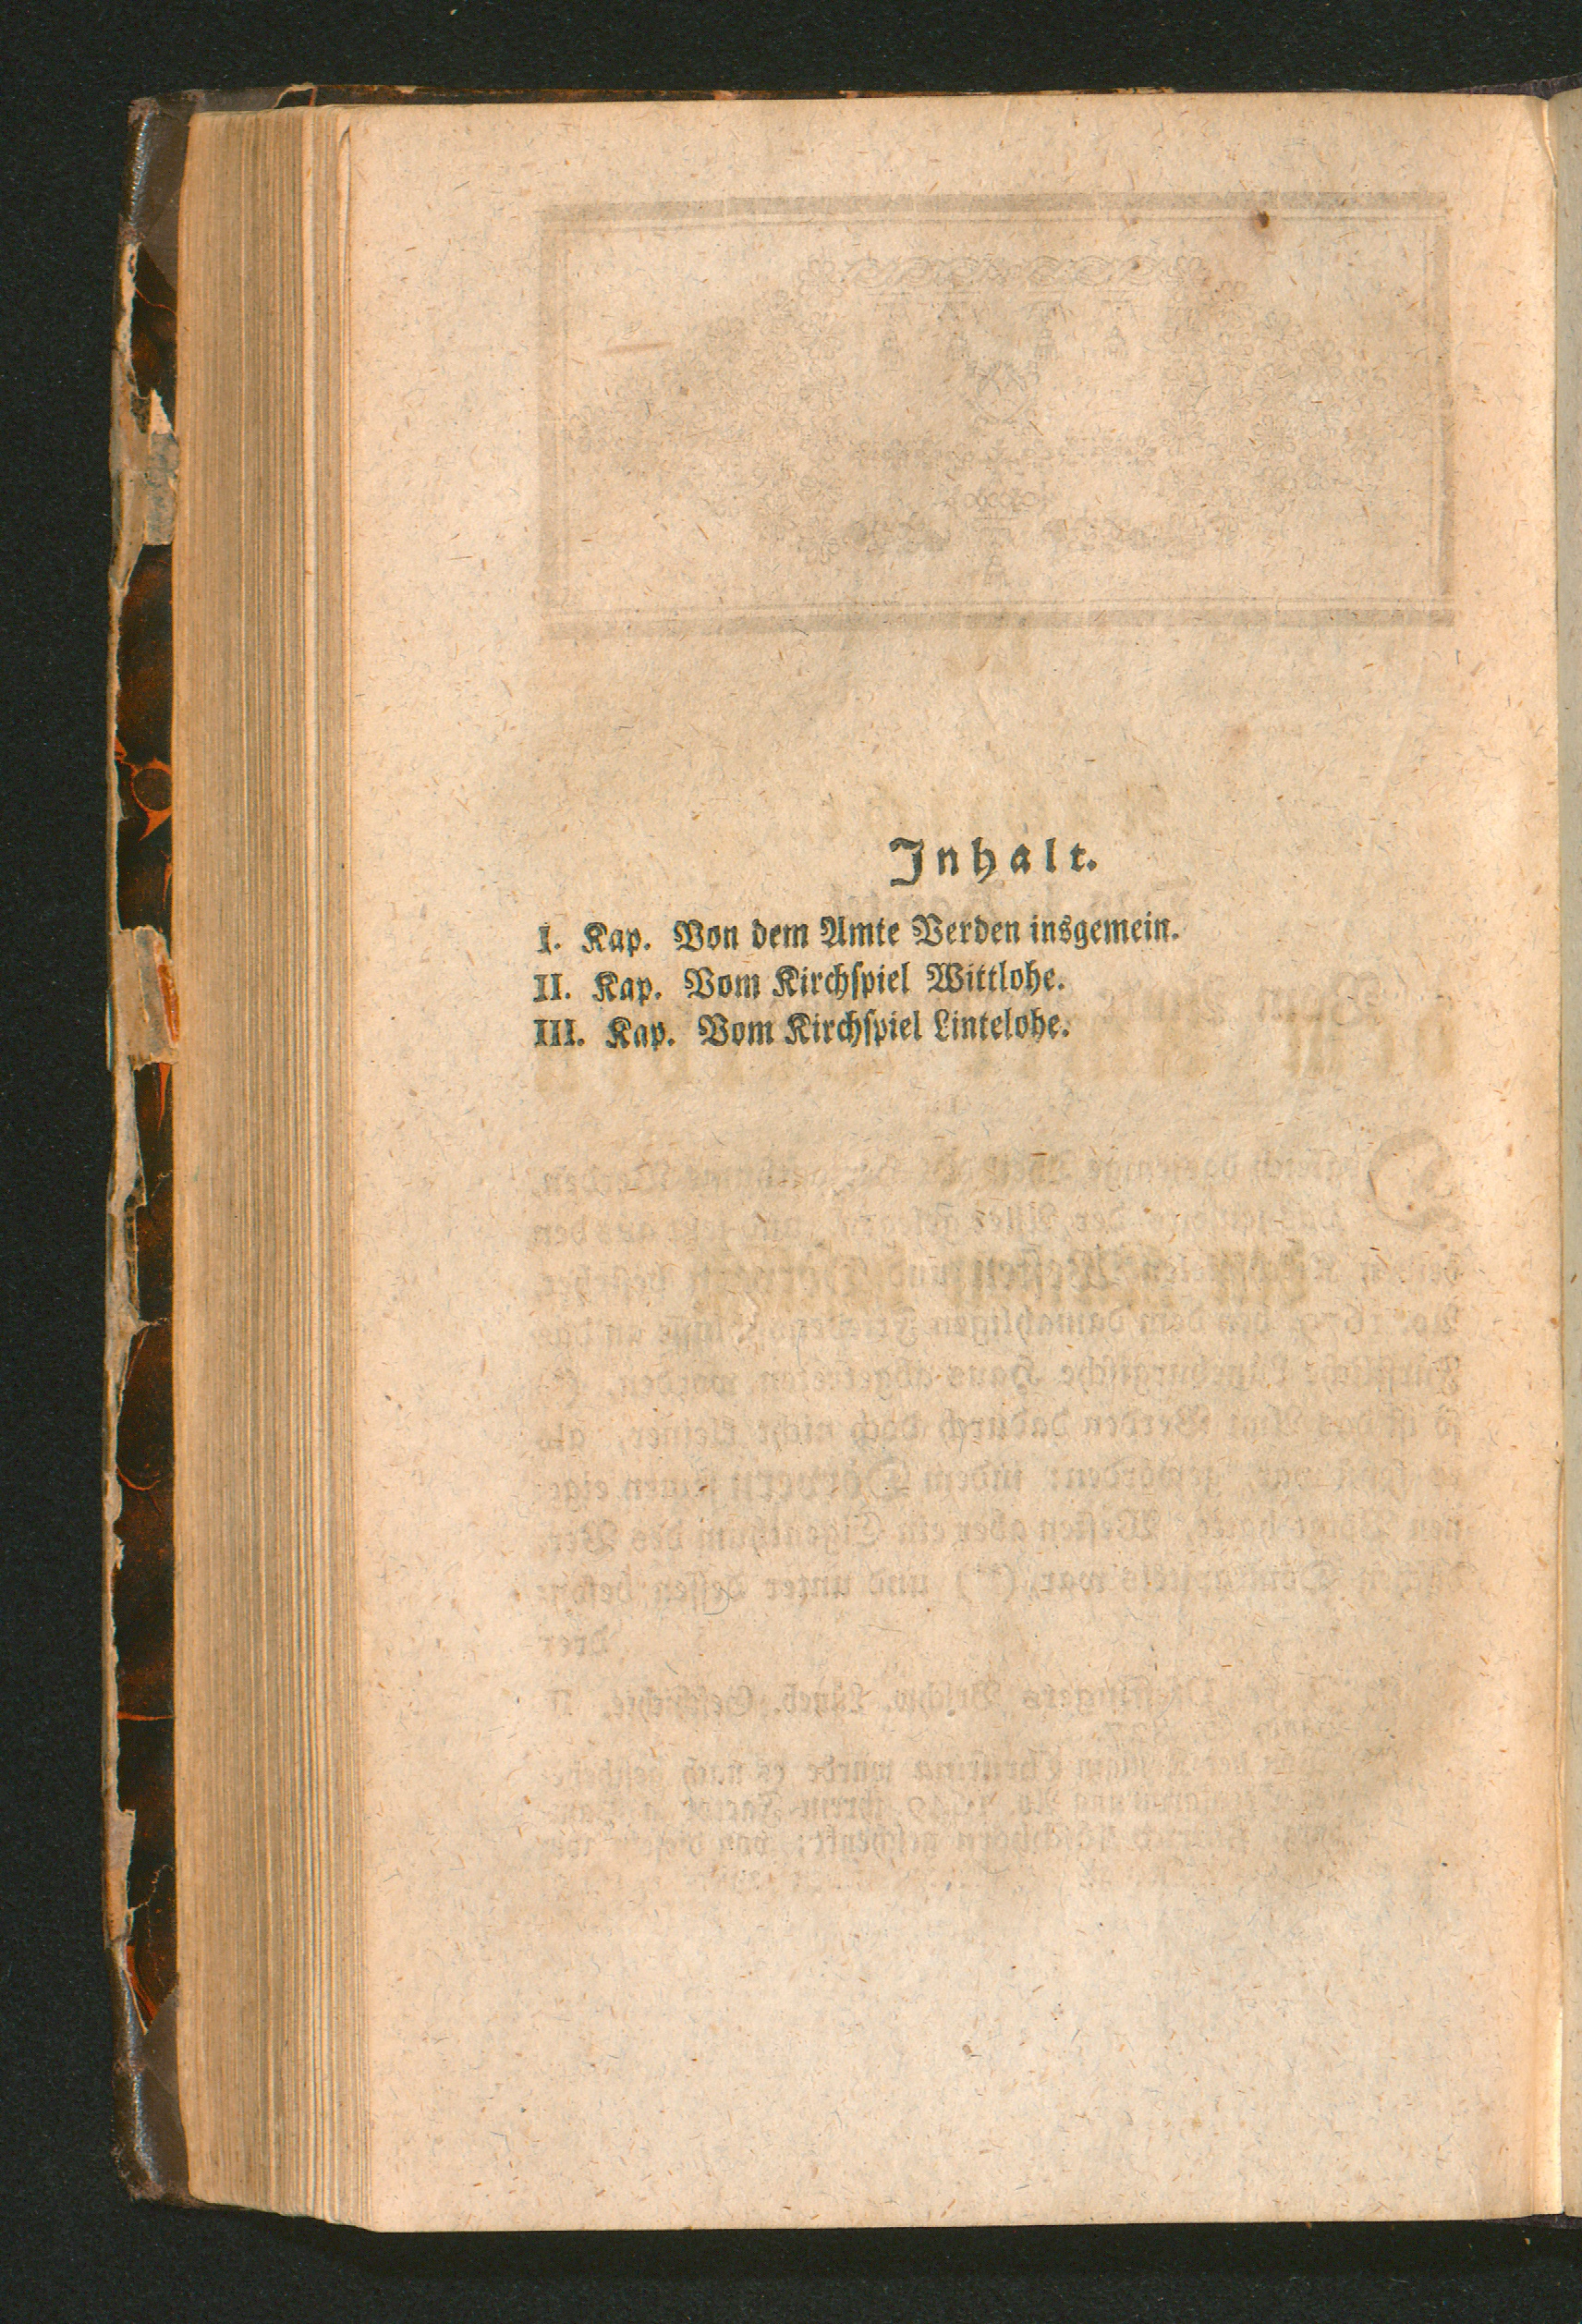 Inhalt.
I. Kap. Von dem Amte Verden insgemein.
II. Kap. Vom Kirchſpiel Wittlohe.
III. Kap. Vom Kirchſpiel Lintelohe.